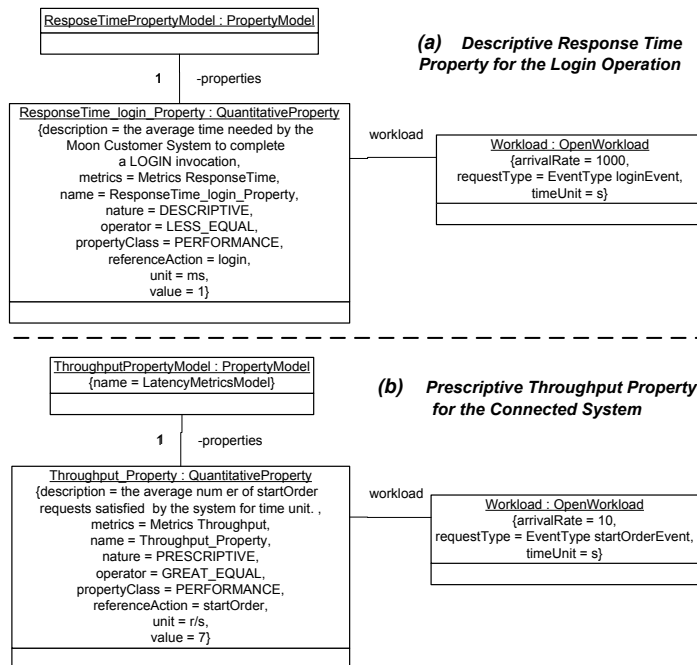 ResposeTimePropertyModel : PropertyModel
(a) Descriptive Response Time
Property for the Login Operation
1 -properties
ResponseTime_login_Property : QuantitativeProperty
{description = the average time needed by the
Moon Customer System to complete
a LOGIN invocation,
metrics = Metrics ResponseTime,
name = ResponseTime_login_Property,
nature = DESCRIPTIVE,
operator = LESS_EQUAL,
propertyClass = PERFORMANCE,
referenceAction = login,
unit = ms,
value = 1}
workload
Workload : OpenWorkload
{arrivalRate = 1000,
requestType = EventType loginEvent,
timeUnit = s}
ThroughputPropertyModel : PropertyModel
{name = LatencyMetricsModel}
(b) Prescriptive Throughput Property
for the Connected System
1 -properties
Throughput_Property : QuantitativeProperty
{description = the average num er of startOrder
requests satisfied by the system for time unit. ,
metrics = Metrics Throughput,
name = Throughput_Property,
nature = PRESCRIPTIVE,
operator = GREAT_EQUAL,
propertyClass = PERFORMANCE,
referenceAction = startOrder,
unit = r/s,
value = 7}
workload
Workload : OpenWorkload
{arrivalRate = 10,
requestType = EventType startOrderEvent,
timeUnit = s}